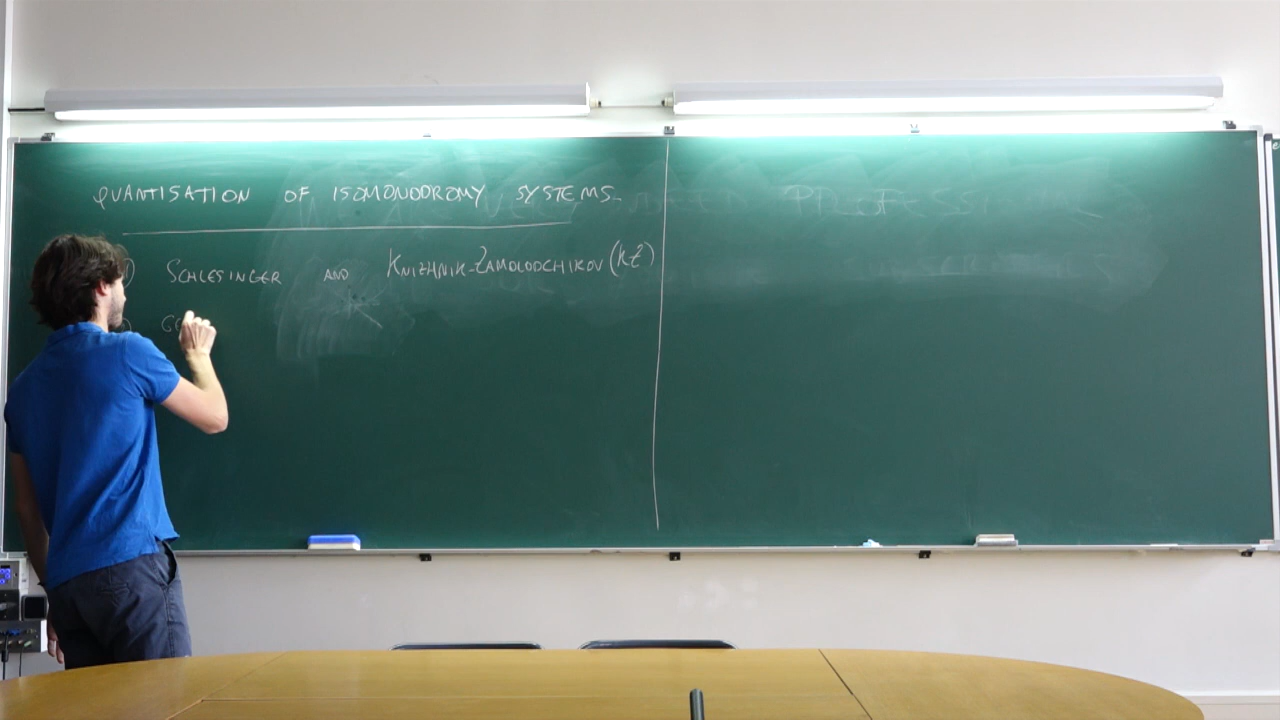 QUANTISATION OF ISOMONODROMY SYSTEMS
SCHLESINGER AND KNIZHNIK-ZAMOLODCHIKOV (KZ)